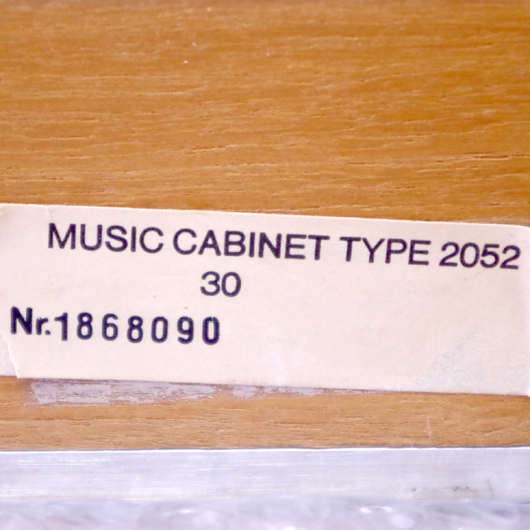 MUSIC CABINET TYPE 2052
30
Nr.1868090